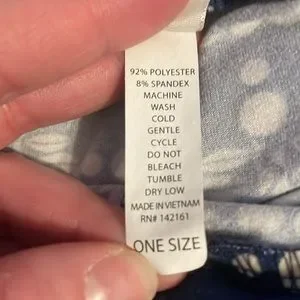 92% POLYESTER
8% SPANDEX
MACHINE
WASH
COLD
GENTLE
CYCLE
DO NOT
BLEACH
TUMBLE
DRY LOW
MADE IN VIETNAM
RN# 142161
ONE SIZE